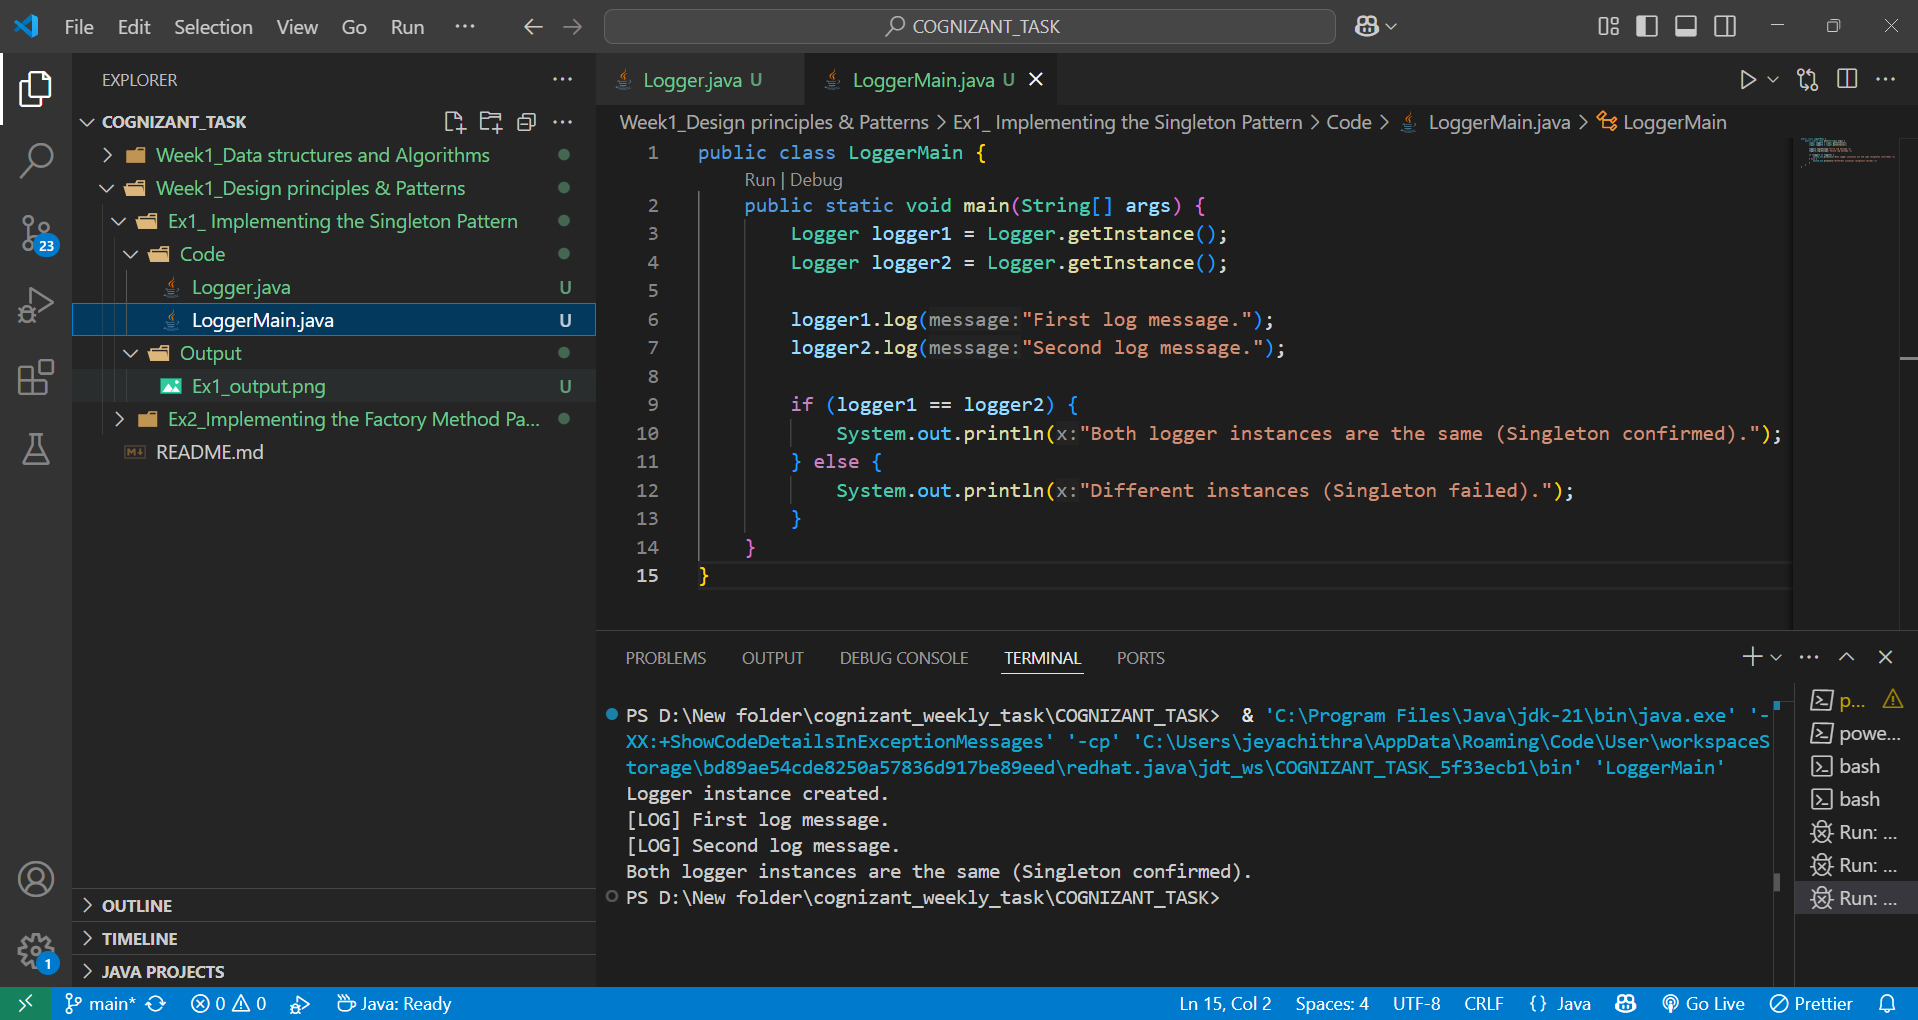 File Edit Selection View Go Run ··· COGNIZANT_TASK
EXPLORER
COGNIZANT_TASK
Week1_Data structures and Algorithms
Week1_Design principles & Patterns
Ex1_ Implementing the Singleton Pattern
Code
Logger.java U
LoggerMain.java U
Output
Ex1_output.png U
Ex2_Implementing the Factory Method Pa...
README.md
OUTLINE
TIMELINE
JAVA PROJECTS
23
1
Logger.java U LoggerMain.java U
Week1_Design principles & Patterns > Ex1_ Implementing the Singleton Pattern > Code > LoggerMain.java > LoggerMain
1 public class LoggerMain {
Run | Debug
2 public static void main(String[] args) {
3 Logger logger1 = Logger.getInstance();
4 Logger logger2 = Logger.getInstance();
5
6 logger1.log(message:"First log message.");
7 logger2.log(message:"Second log message.");
8
9 if (logger1 == logger2) {
10 System.out.println(x:"Both logger instances are the same (Singleton confirmed).");
11 } else {
12 System.out.println(x:"Different instances (Singleton failed).");
13 }
14 }
15 }
PROBLEMS OUTPUT DEBUG CONSOLE TERMINAL PORTS
PS D:\New folder\cognizant_weekly_task\COGNIZANT_TASK> & 'C:\Program Files\Java\jdk-21\bin\java.exe' '-
XX:+ShowCodeDetailsInExceptionMessages' '-cp' 'C:\Users\jeyachithra\AppData\Roaming\Code\User\workspaceS
torage\bd89ae54cde8250a57836d917be89eed\redhat.java\jdt_ws\COGNIZANT_TASK_5f33ecb1\bin' 'LoggerMain'
Logger instance created.
[LOG] First log message.
[LOG] Second log message.
Both logger instances are the same (Singleton confirmed).
PS D:\New folder\cognizant_weekly_task\COGNIZANT_TASK>
p...
powe...
bash
bash
Run: ...
Run: ...
Run: ...
main* 0 0 Java: Ready Ln 15, Col 2 Spaces: 4 UTF-8 CRLF {} Java Go Live Prettier